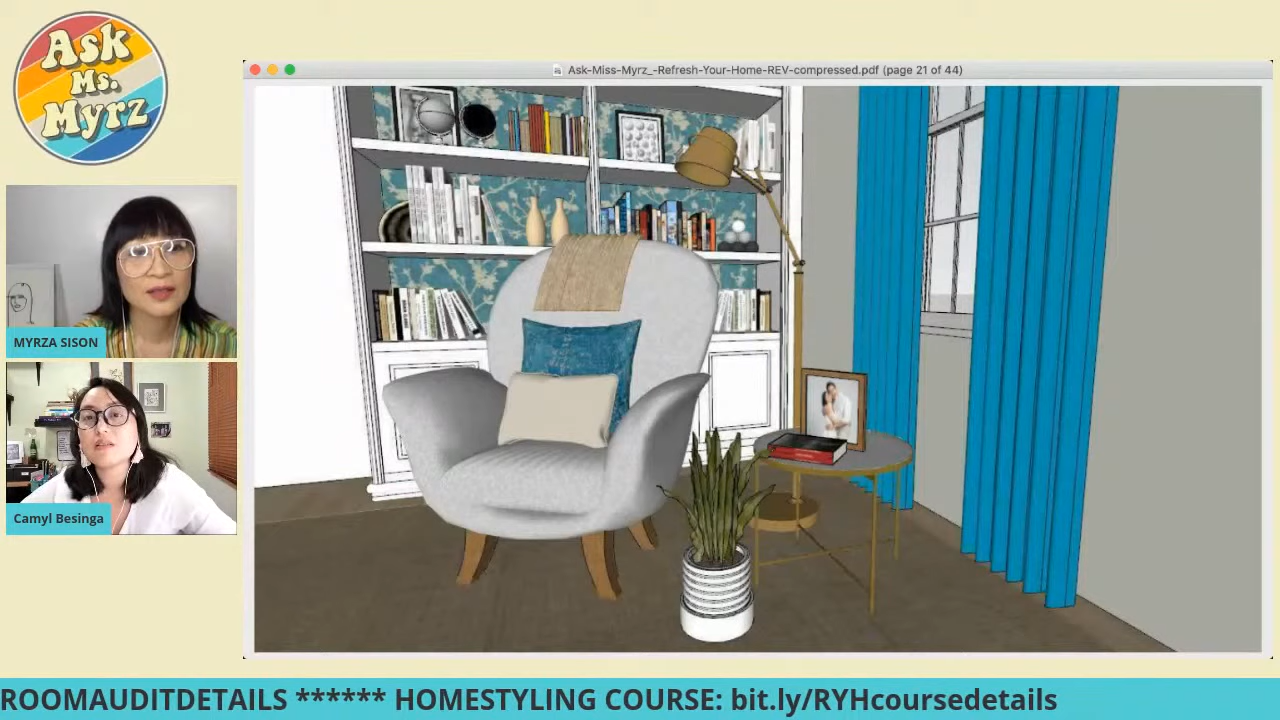 Ask
Ms.
Myrz
Ask-Miss-Myrz_-Refresh-Your-Home-REV-compressed.pdf (page 21 of 44)
MYRZA SISON
Camyl Besinga
ROOMAUDITDETAILS ****** HOMESTYLING COURSE: bit.ly/RYHcoursedetails